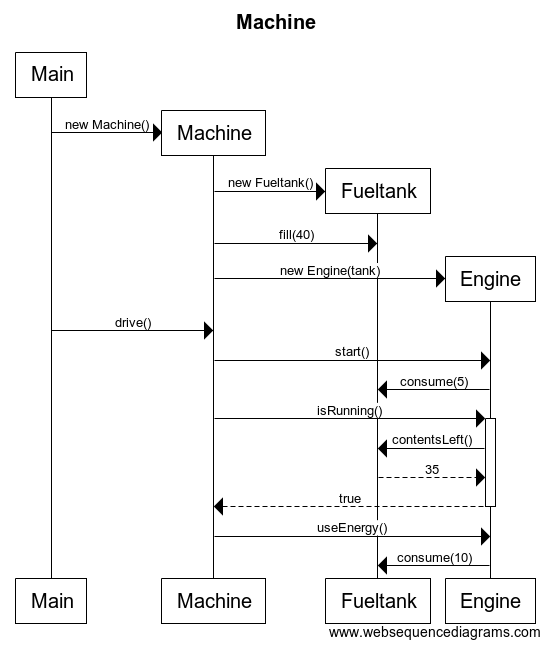 Machine
Main
new Machine()
Machine
new Fueltank()
Fueltank
fill(40)
new Engine(tank)
Engine
drive()
start()
consume(5)
isRunning()
contentsLeft()
35
true
useEnergy()
consume(10)
Main
Machine
Fueltank
Engine
www.websequencediagrams.com